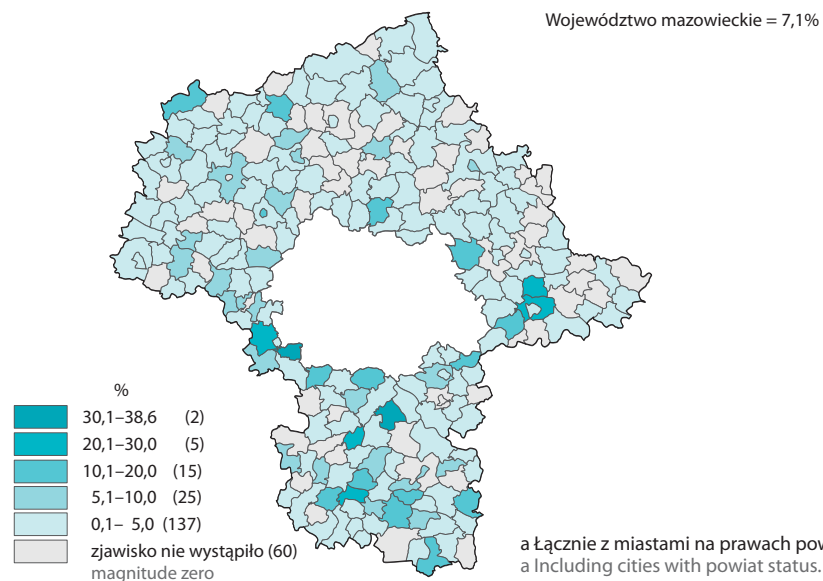 Województwo mazowieckie = 7,1%
%
30,1–38,6 (2)
20,1–30,0 (5)
10,1–20,0 (15)
5,1–10,0 (25)
0,1– 5,0 (137)
zjawisko nie wystąpiło (60)
magnitude zero
a Łącznie z miastami na prawach pow
a Including cities with powiat status.